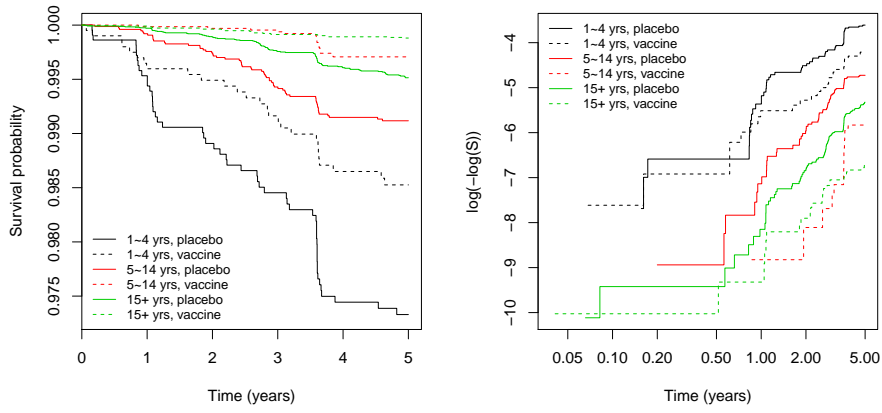 Survival probability
1.000
0.995
0.990
0.985
0.980
0.975
1~4 yrs, placebo
1~4 yrs, vaccine
5~14 yrs, placebo
5~14 yrs, vaccine
15+ yrs, placebo
15+ yrs, vaccine
0 1 2 3 4 5
Time (years)
log(−log(S))
−4
−5
−6
−7
−8
−9
−10
1~4 yrs, placebo
1~4 yrs, vaccine
5~14 yrs, placebo
5~14 yrs, vaccine
15+ yrs, placebo
15+ yrs, vaccine
0.05 0.10 0.20 0.50 1.00 2.00 5.00
Time (years)